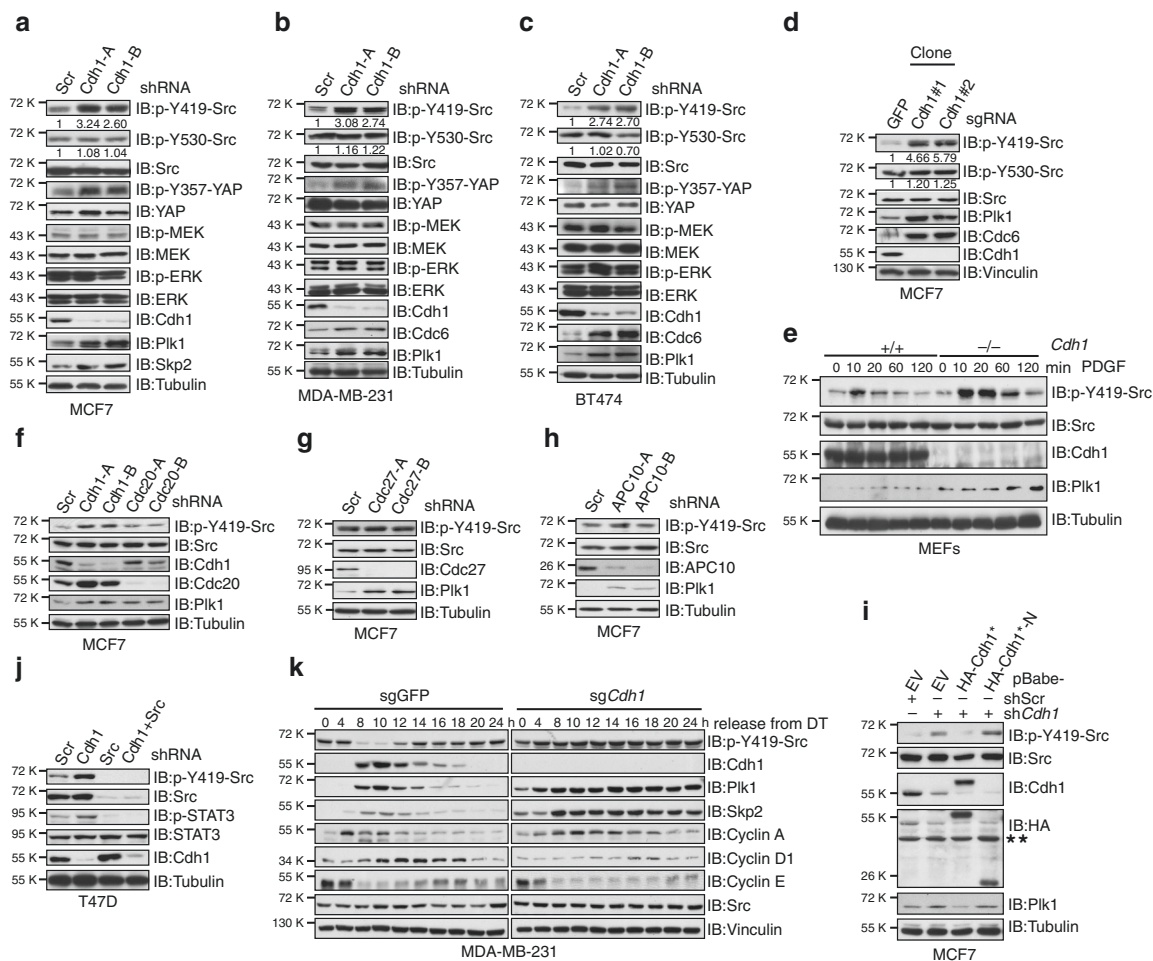 a
Scr
Cdh1-A
Cdh1-B
shRNA
72 K
IB:p-Y419-Src
1 3.24 2.60
72 K
IB:p-Y530-Src
1 1.08 1.04
IB:Src
72 K
IB:p-Y357-YAP
72 K
IB:YAP
43 K
IB:p-MEK
43 K
IB:MEK
43 K
IB:p-ERK
43 K
IB:ERK
55 K
IB:Cdh1
72 K
IB:Plk1
55 K
IB:Skp2
55 K
IB:Tubulin
MCF7
b
Scr
Cdh1-A
Cdh1-B
shRNA
72 K
IB:p-Y419-Src
1 3.08 2.74
72 K
IB:p-Y530-Src
1 1.16 1.22
IB:Src
72 K
IB:p-Y357-YAP
72 K
IB:YAP
43 K
IB:p-MEK
43 K
IB:MEK
43 K
IB:p-ERK
43 K
IB:ERK
55 K
IB:Cdh1
72 K
IB:Cdc6
72 K
IB:Plk1
55 K
IB:Tubulin
MDA-MB-231
c
Scr
Cdh1-A
Cdh1-B
shRNA
72 K
IB:p-Y419-Src
1 2.74 2.70
72 K
IB:p-Y530-Src
1 1.02 0.70
IB:Src
72 K
IB:p-Y357-YAP
72 K
IB:YAP
43 K
IB:p-MEK
43 K
IB:MEK
43 K
IB:p-ERK
43 K
IB:ERK
55 K
IB:Cdh1
72 K
IB:Cdc6
72 K
IB:Plk1
55 K
IB:Tubulin
BT474
d
Clone
GFP
Cdh1#1
Cdh1#2
sgRNA
72 K
IB:p-Y419-Src
1 4.66 5.79
72 K
IB:p-Y530-Src
1 1.20 1.25
IB:Src
72 K
IB:Plk1
72 K
IB:Cdc6
55 K
IB:Cdh1
130 K
IB:Vinculin
MCF7
e
+/+ –/– Cdh1
0 10 20 60 120 0 10 20 60 120 min PDGF
72 K
IB:p-Y419-Src
72 K
IB:Src
55 K
IB:Cdh1
72 K
IB:Plk1
55 K
IB:Tubulin
MEFs
f
Scr
Cdh1-A
Cdh1-B
Cdc20-A
Cdc20-B
shRNA
72 K
IB:p-Y419-Src
72 K
IB:Src
55 K
IB:Cdh1
55 K
IB:Cdc20
72 K
IB:Plk1
55 K
IB:Tubulin
MCF7
g
Scr
Cdc27-A
Cdc27-B
shRNA
72 K
IB:p-Y419-Src
72 K
IB:Src
95 K
IB:Cdc27
72 K
IB:Plk1
55 K
IB:Tubulin
MCF7
h
Scr
APC10-A
APC10-B
shRNA
72 K
IB:p-Y419-Src
72 K
IB:Src
26 K
IB:APC10
72 K
IB:Plk1
55 K
IB:Tubulin
MCF7
i
EV
EV
HA-Cdh1*
HA-Cdh1*-N
pBabe-
+ – – – shScr
– + + + shCdh1
72 K
IB:p-Y419-Src
72 K
IB:Src
55 K
IB:Cdh1
55 K
IB:HA
**
26 K
72 K
IB:Plk1
55 K
IB:Tubulin
MCF7
j
Scr
Cdh1
Src
Cdh1+Src
shRNA
72 K
IB:p-Y419-Src
72 K
IB:Src
95 K
IB:p-STAT3
95 K
IB:STAT3
55 K
IB:Cdh1
55 K
IB:Tubulin
T47D
k
sgGFP sgCdh1
0 4 8 10 12 14 16 18 20 24 h 0 4 8 10 12 14 16 18 20 24 h release from DT
72 K
IB:p-Y419-Src
55 K
IB:Cdh1
72 K
IB:Plk1
55 K
IB:Skp2
55 K
IB:Cyclin A
34 K
IB:Cyclin D1
55 K
IB:Cyclin E
72 K
IB:Src
130 K
IB:Vinculin
MDA-MB-231